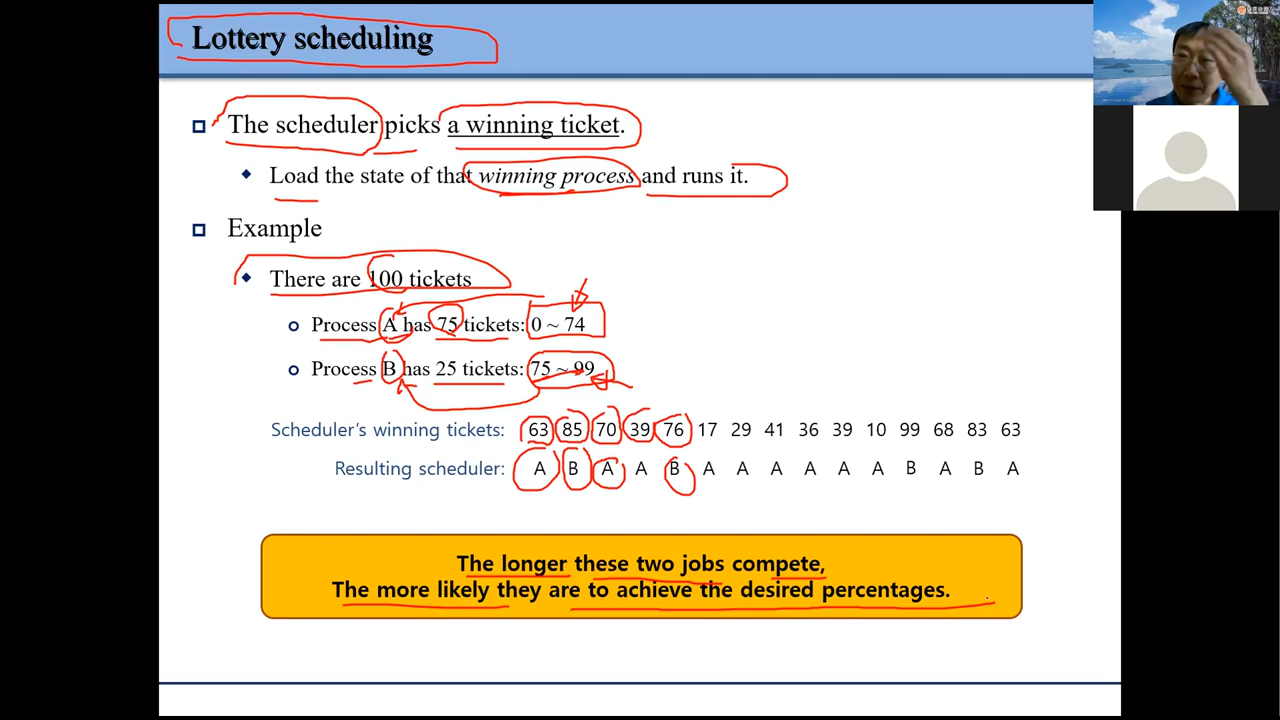 Lottery scheduling
The scheduler picks a winning ticket.
Load the state of that winning process and runs it.
Example
There are 100 tickets
Process A has 75 tickets: 0 ~ 74
Process B has 25 tickets: 75 ~ 99
Scheduler's winning tickets: 63 85 70 39 76 17 29 41 36 39 10 99 68 83 63
Resulting scheduler: A B A A B A A A A A A B A B A
The longer these two jobs compete,
The more likely they are to achieve the desired percentages.